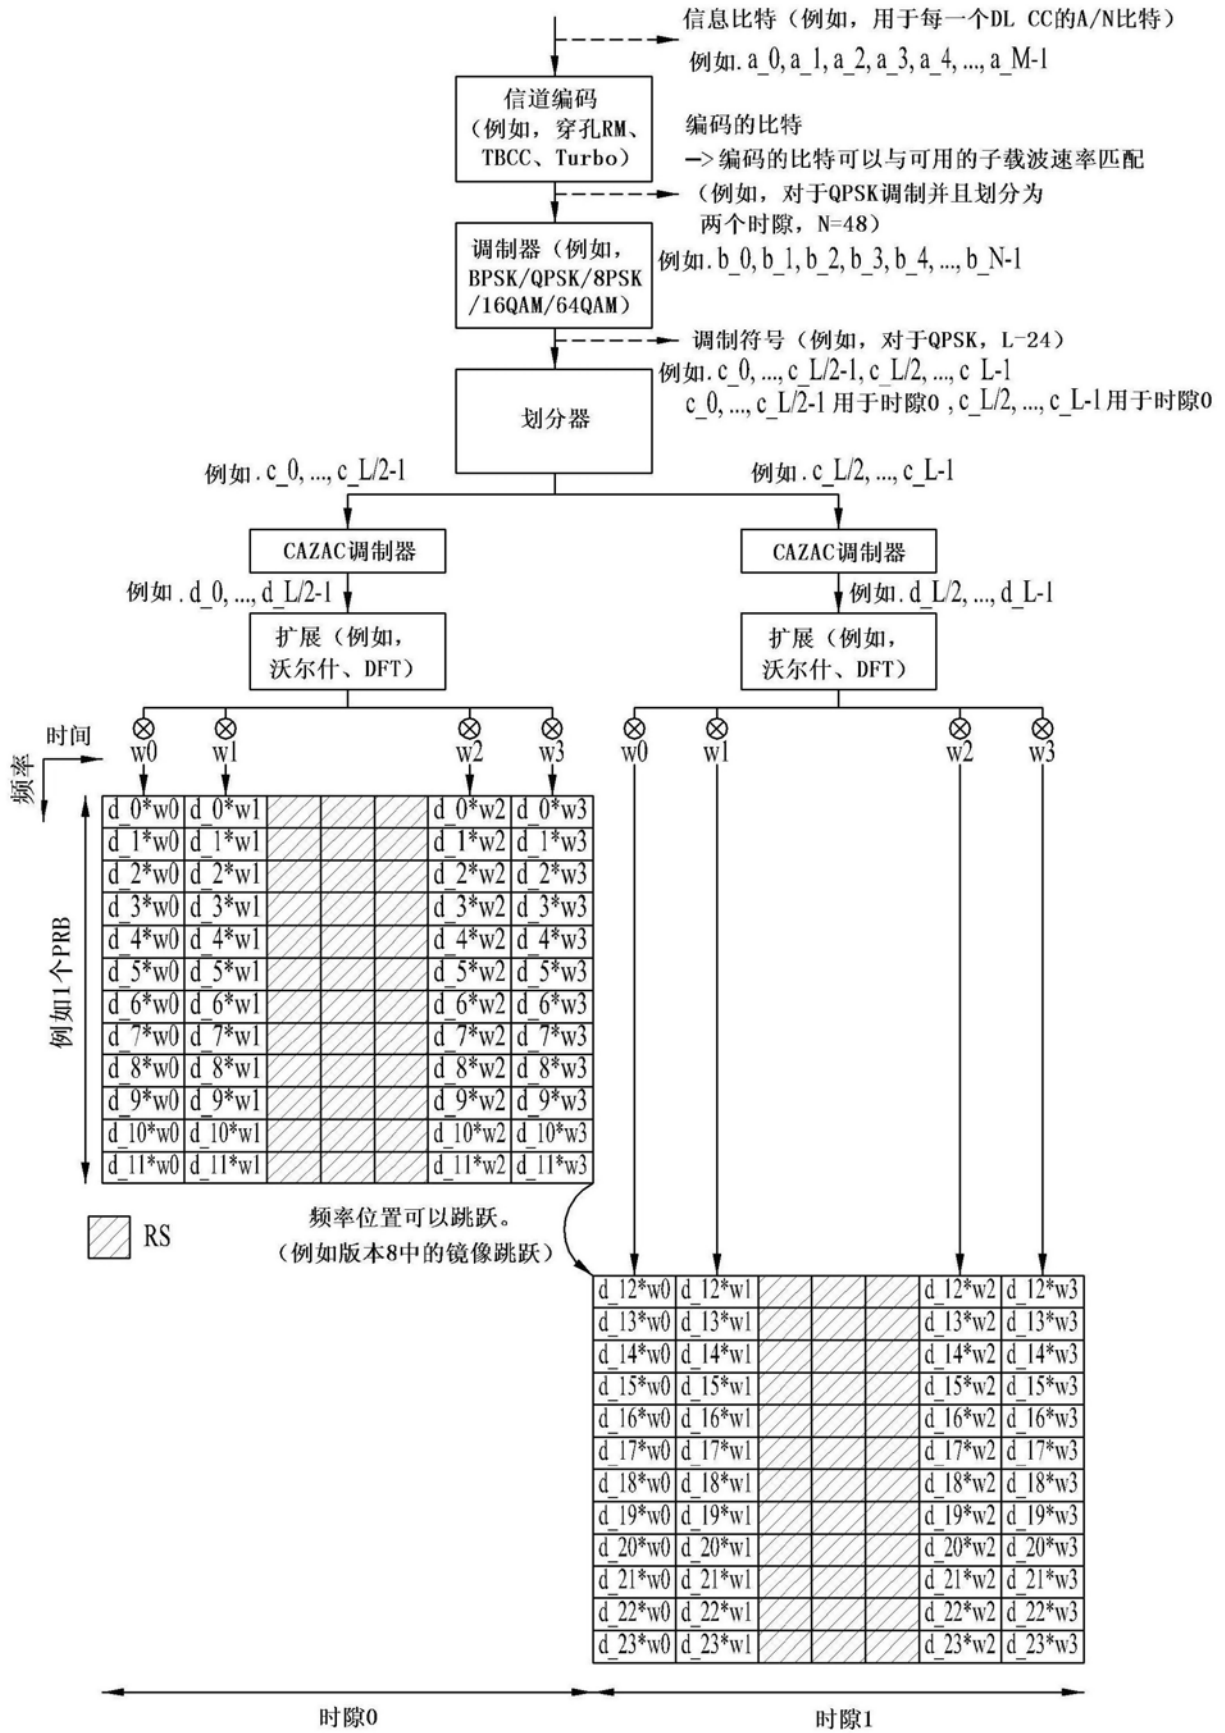 信息比特（例如，用于每一个DL CC的A/N比特）
例如.a_0,a_1,a_2,a_3,a_4,...,a_M-1
信道编码
（例如，穿孔RM、
TBCC、Turbo）
编码的比特
—>编码的比特可以与可用的子载波速率匹配
（例如，对于QPSK调制并且划分为
两个时隙，N=48）
调制器（例如，
BPSK/QPSK/8PSK
/16QAM/64QAM）
例如.b_0,b_1,b_2,b_3,b_4,...,b_N-1
调制符号（例如，对于QPSK，L-24）
例如.c_0,...,c_L/2-1,c_L/2,...,c L-1
c_0,...,c_L/2-1用于时隙0,c_L/2,...,c_L-1用于时隙0
划分器
例如.c_0,...,c_L/2-1
例如.c_L/2,...,c_L-1
CAZAC调制器
CAZAC调制器
例如.d_0,...,d_L/2-1
例如.d_L/2,...,d_L-1
扩展（例如，
沃尔什、DFT）
扩展（例如，
沃尔什、DFT）
时间
频率
w0 w1 w2 w3
w0 w1 w2 w3
例如1个PRB
d_0*w0 d_0*w1 d_0*w2 d_0*w3
d_1*w0 d_1*w1 d_1*w2 d_1*w3
d_2*w0 d_2*w1 d_2*w2 d_2*w3
d_3*w0 d_3*w1 d_3*w2 d_3*w3
d_4*w0 d_4*w1 d_4*w2 d_4*w3
d_5*w0 d_5*w1 d_5*w2 d_5*w3
d_6*w0 d_6*w1 d_6*w2 d_6*w3
d_7*w0 d_7*w1 d_7*w2 d_7*w3
d_8*w0 d_8*w1 d_8*w2 d_8*w3
d_9*w0 d_9*w1 d_9*w2 d_9*w3
d_10*w0 d_10*w1 d_10*w2 d_10*w3
d_11*w0 d_11*w1 d_11*w2 d_11*w3
RS
频率位置可以跳跃。
（例如版本8中的镜像跳跃）
d_12*w0 d_12*w1 d_12*w2 d_12*w3
d_13*w0 d_13*w1 d_13*w2 d_13*w3
d_14*w0 d_14*w1 d_14*w2 d_14*w3
d_15*w0 d_15*w1 d_15*w2 d_15*w3
d_16*w0 d_16*w1 d_16*w2 d_16*w3
d_17*w0 d_17*w1 d_17*w2 d_17*w3
d_18*w0 d_18*w1 d_18*w2 d_18*w3
d_19*w0 d_19*w1 d_19*w2 d_19*w3
d_20*w0 d_20*w1 d_20*w2 d_20*w3
d_21*w0 d_21*w1 d_21*w2 d_21*w3
d_22*w0 d_22*w1 d_22*w2 d_22*w3
d_23*w0 d_23*w1 d_23*w2 d_23*w3
时隙0
时隙1